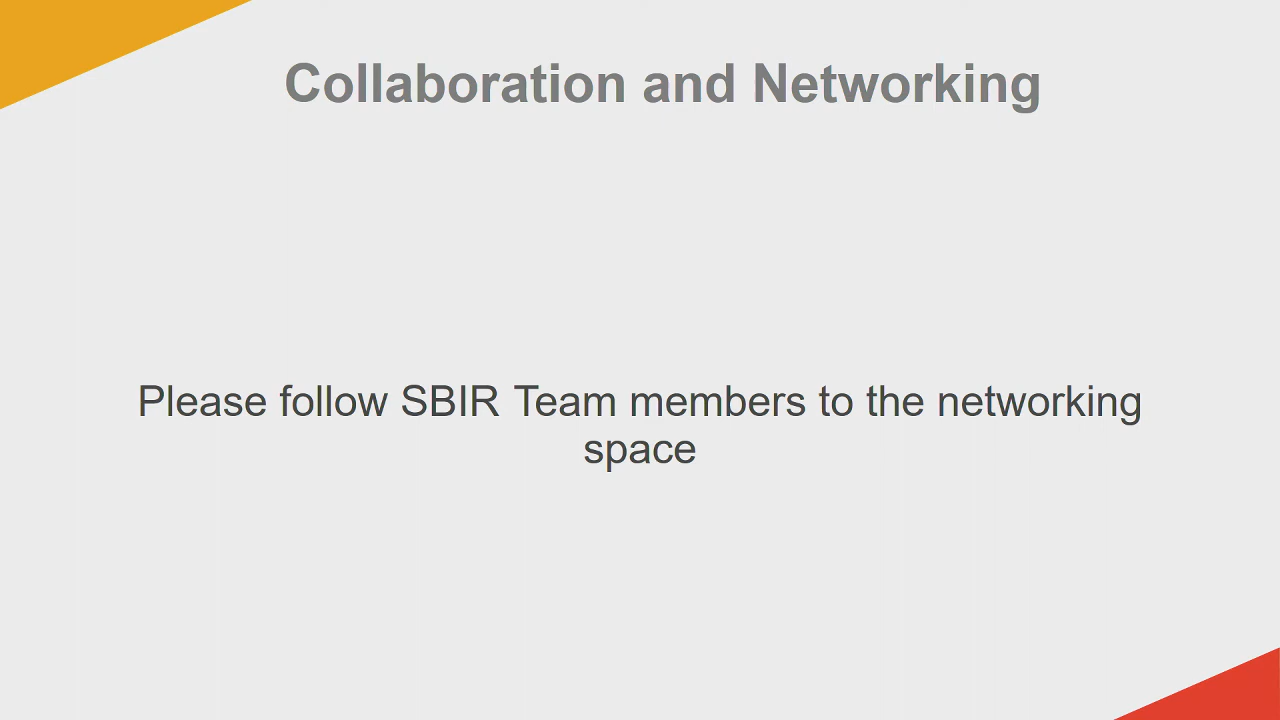 Collaboration and Networking
Please follow SBIR Team members to the networking
space